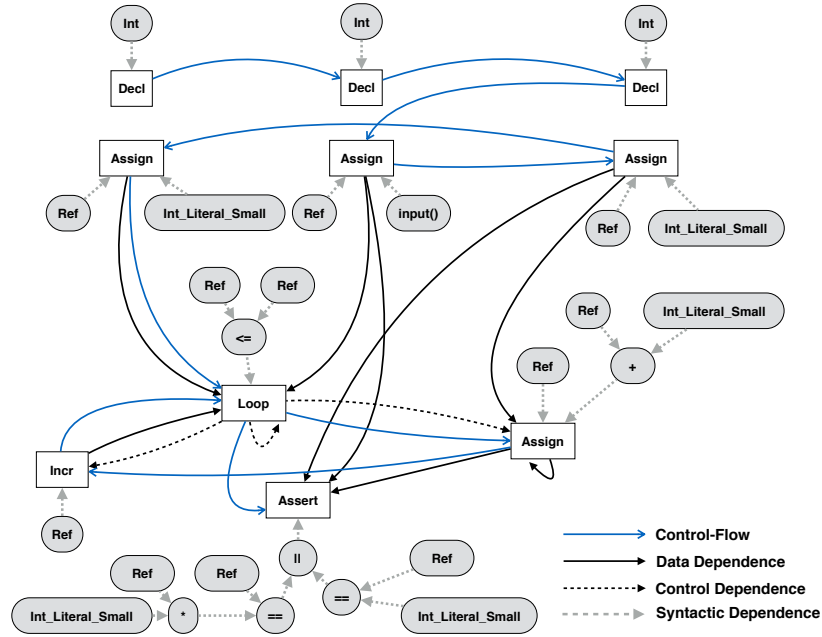 Int
Int
Int
Decl
Decl
Decl
Assign
Assign
Assign
Ref
Int_Literal_Small
Ref
input()
Ref
Int_Literal_Small
Ref
Ref
<=
Ref
Int_Literal_Small
Ref
+
Loop
Assign
Incr
Assert
Ref
||
Ref
Ref
Ref
Int_Literal_Small
*
==
==
Int_Literal_Small
Control-Flow
Data Dependence
Control Dependence
Syntactic Dependence